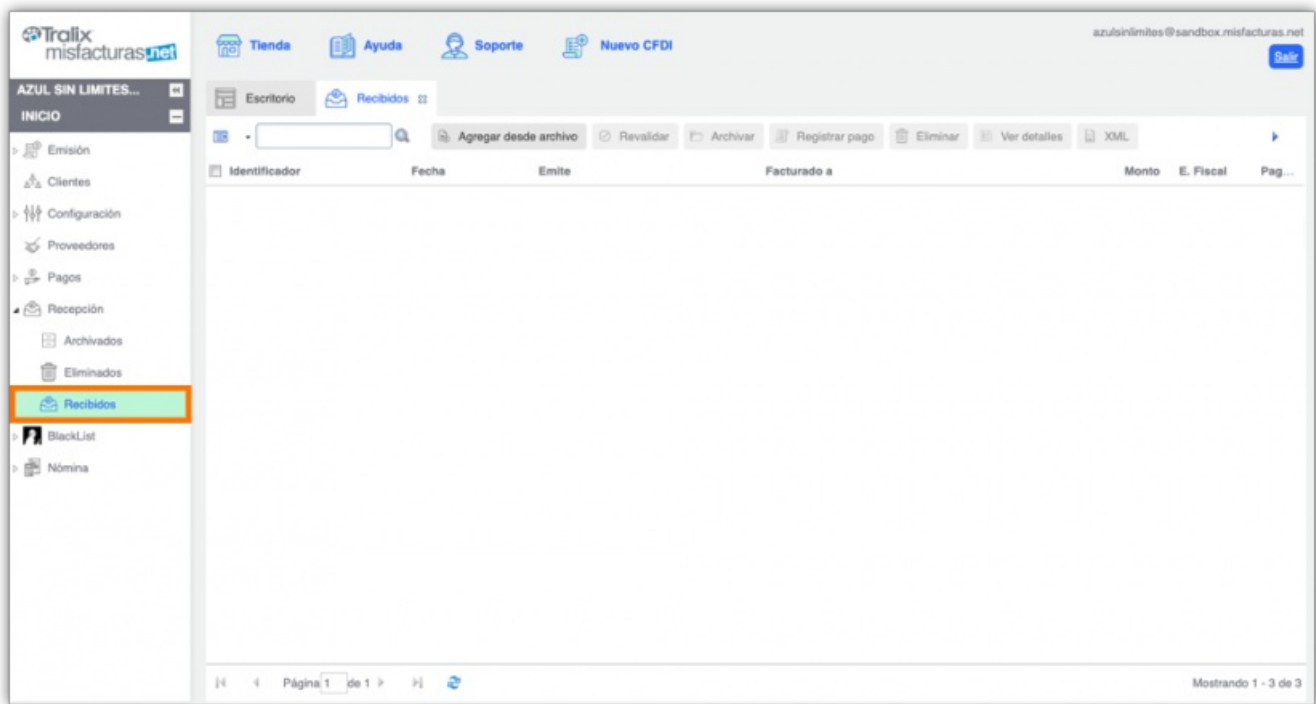 Tralix
misfacturas.net
Tienda
Ayuda
Soporte
Nuevo CFDI
azulsinlimites@sandbox.misfacturas.net
Salir
AZUL SIN LIMITES...
INICIO
Emisión
Clientes
Configuración
Proveedores
Pagos
Recepción
Archivados
Eliminados
Recibidos
BlackList
Nómina
Escritorio
Recibidos
Agregar desde archivo
Revalidar
Archivar
Registrar pago
Eliminar
Ver detalles
XML
Identificador Fecha Emite Facturado a Monto E. Fiscal Pag...
Página 1 de 1
Mostrando 1 - 3 de 3